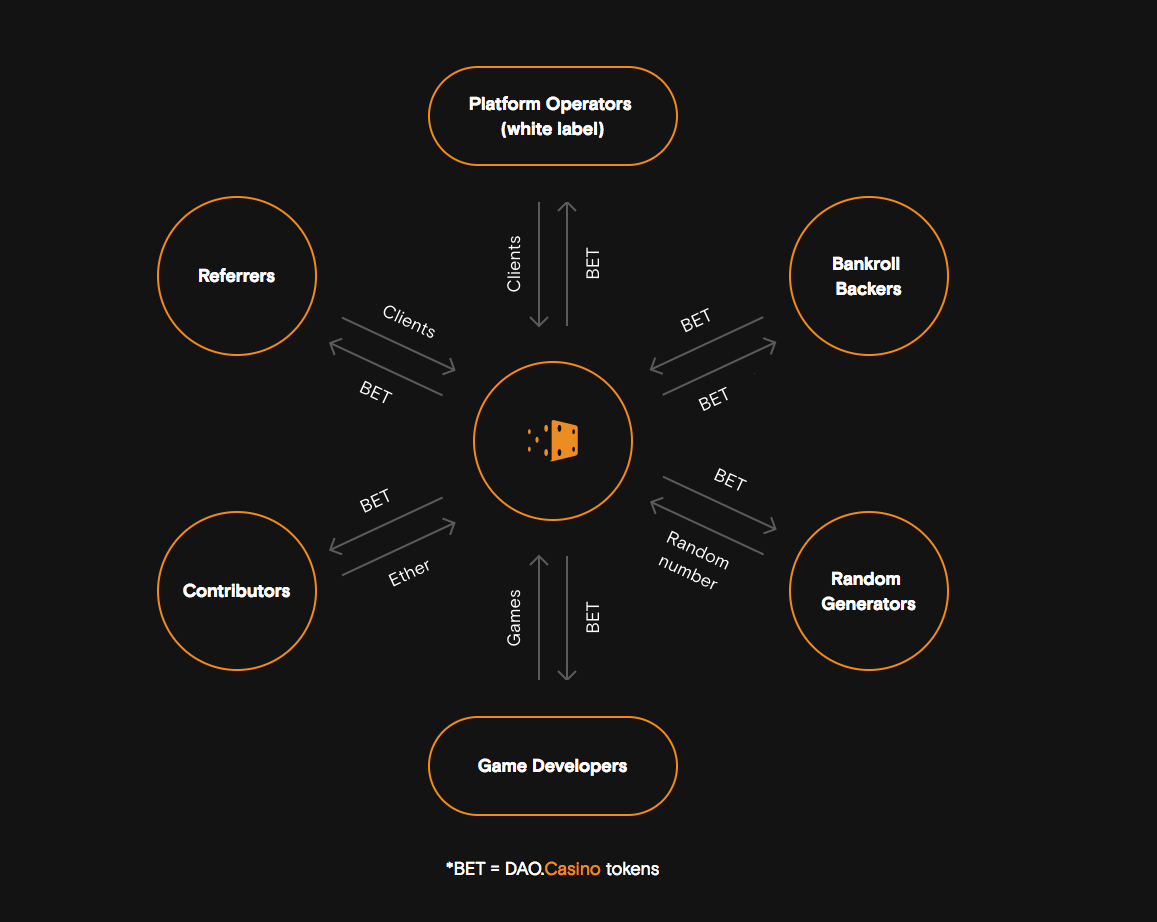 Platform Operators
(white label)
Clients
BET
Referrers
Bankroll
Backers
Clients
BET
BET
BET
BET
Ether
BET
Random
number
Contributors
Random
Generators
Games
BET
Game Developers
*BET = DAO.Casino tokens